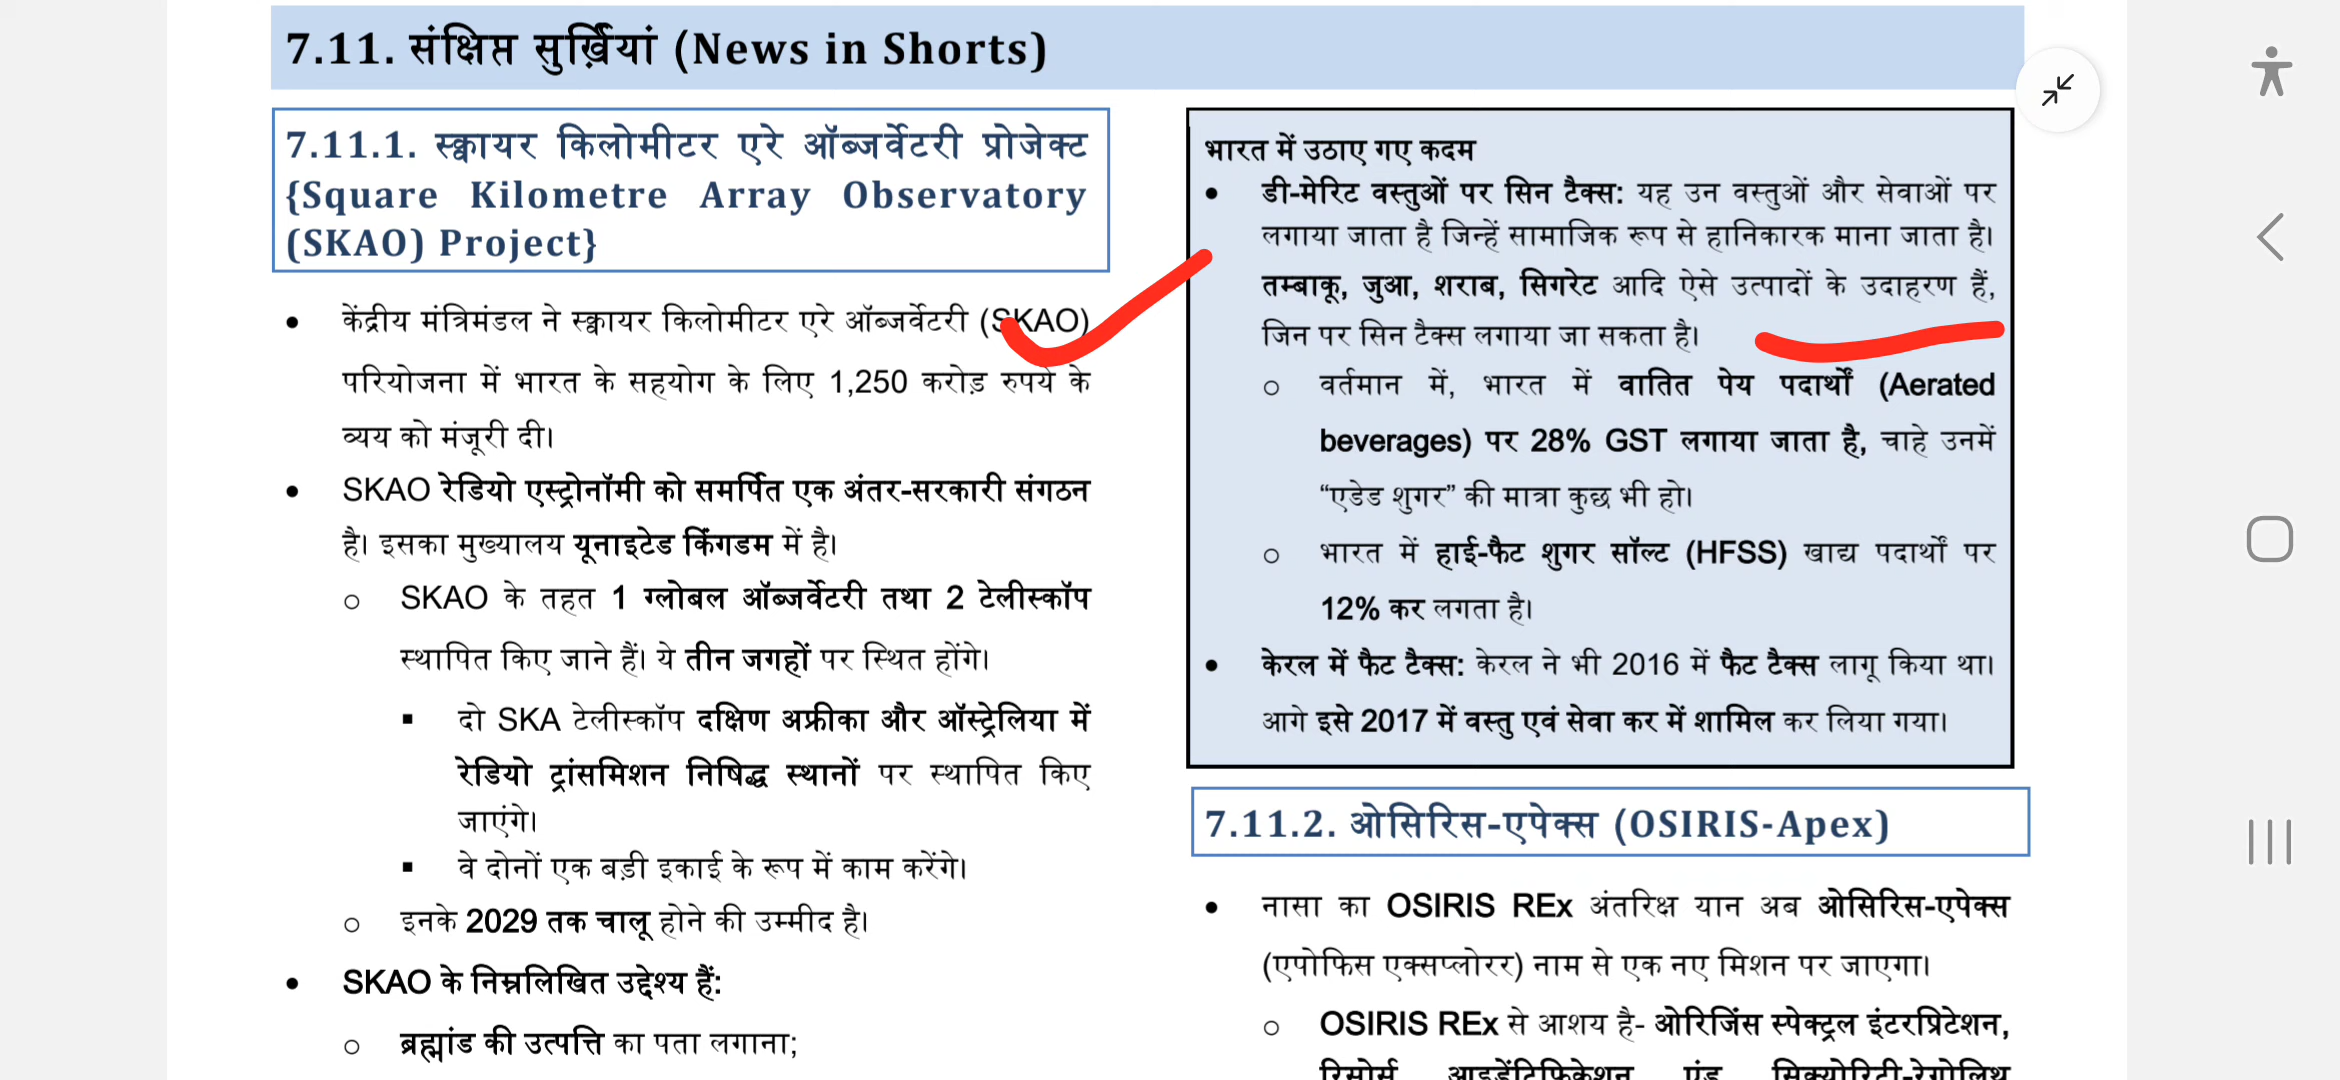 7.11. संक्षिप्त सुर्ख़ियां (News in Shorts)
7.11.1. स्क्वायर किलोमीटर एरे ऑब्जर्वेटरी प्रोजेक्ट
{Square Kilometre Array Observatory
(SKAO) Project}
• केंद्रीय मंत्रिमंडल ने स्क्वायर किलोमीटर एरे ऑब्जर्वेटरी (SKAO)
परियोजना में भारत के सहयोग के लिए 1,250 करोड़ रुपये के
व्यय को मंजूरी दी।
• SKAO रेडियो एस्ट्रोनॉमी को समर्पित एक अंतर-सरकारी संगठन
है। इसका मुख्यालय यूनाइटेड किंगडम में है।
o SKAO के तहत 1 ग्लोबल ऑब्जर्वेटरी तथा 2 टेलीस्कॉप
स्थापित किए जाने हैं। ये तीन जगहों पर स्थित होंगे।
▪ दो SKA टेलीस्कॉप दक्षिण अफ्रीका और ऑस्ट्रेलिया में
रेडियो ट्रांसमिशन निषिद्ध स्थानों पर स्थापित किए
जाएंगे।
▪ वे दोनों एक बड़ी इकाई के रूप में काम करेंगे।
o इनके 2029 तक चालू होने की उम्मीद है।
• SKAO के निम्नलिखित उद्देश्य हैं:
o ब्रह्मांड की उत्पत्ति का पता लगाना;
भारत में उठाए गए कदम
• डी-मेरिट वस्तुओं पर सिन टैक्स: यह उन वस्तुओं और सेवाओं पर
लगाया जाता है जिन्हें सामाजिक रूप से हानिकारक माना जाता है।
तम्बाकू, जुआ, शराब, सिगरेट आदि ऐसे उत्पादों के उदाहरण हैं,
जिन पर सिन टैक्स लगाया जा सकता है।
o वर्तमान में, भारत में वातित पेय पदार्थों (Aerated
beverages) पर 28% GST लगाया जाता है, चाहे उनमें
“एडेड शुगर” की मात्रा कुछ भी हो।
o भारत में हाई-फैट शुगर सॉल्ट (HFSS) खाद्य पदार्थों पर
12% कर लगता है।
• केरल में फैट टैक्स: केरल ने भी 2016 में फैट टैक्स लागू किया था।
आगे इसे 2017 में वस्तु एवं सेवा कर में शामिल कर लिया गया।
7.11.2. ओसिरिस-एपेक्स (OSIRIS-Apex)
• नासा का OSIRIS REx अंतरिक्ष यान अब ओसिरिस-एपेक्स
(एपोफिस एक्सप्लोरर) नाम से एक नए मिशन पर जाएगा।
o OSIRIS REx से आशय है- ओरिजिंस स्पेक्ट्रल इंटरप्रिटेशन,
रिसोर्स आइडेंटिफिकेशन एंड सिक्योरिटी-रेगोलिथ